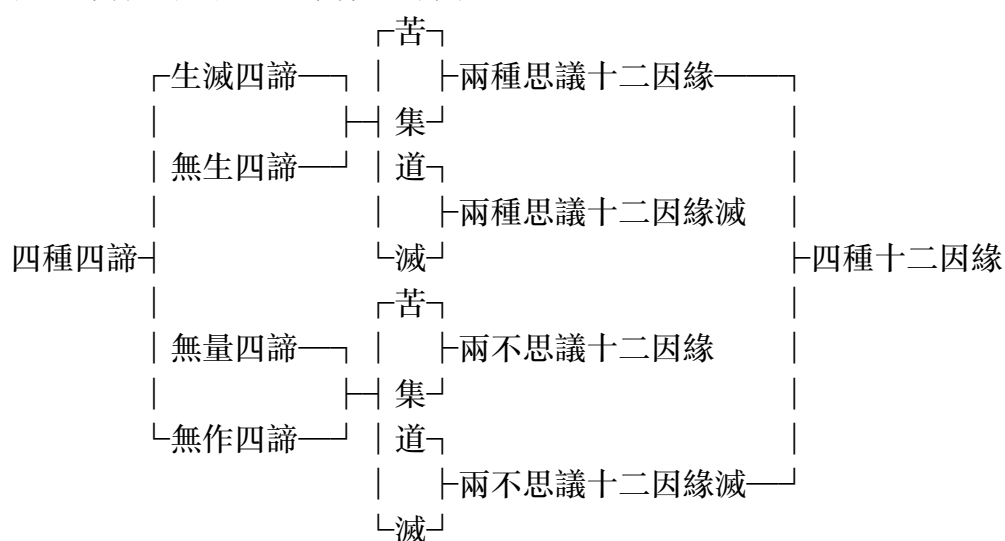 苦
生滅四諦 兩種思議十二因緣
集
無生四諦 道
兩種思議十二因緣滅
四種四諦 滅 四種十二因緣
苦
無量四諦 兩不思議十二因緣
集
無作四諦 道
兩不思議十二因緣滅
滅